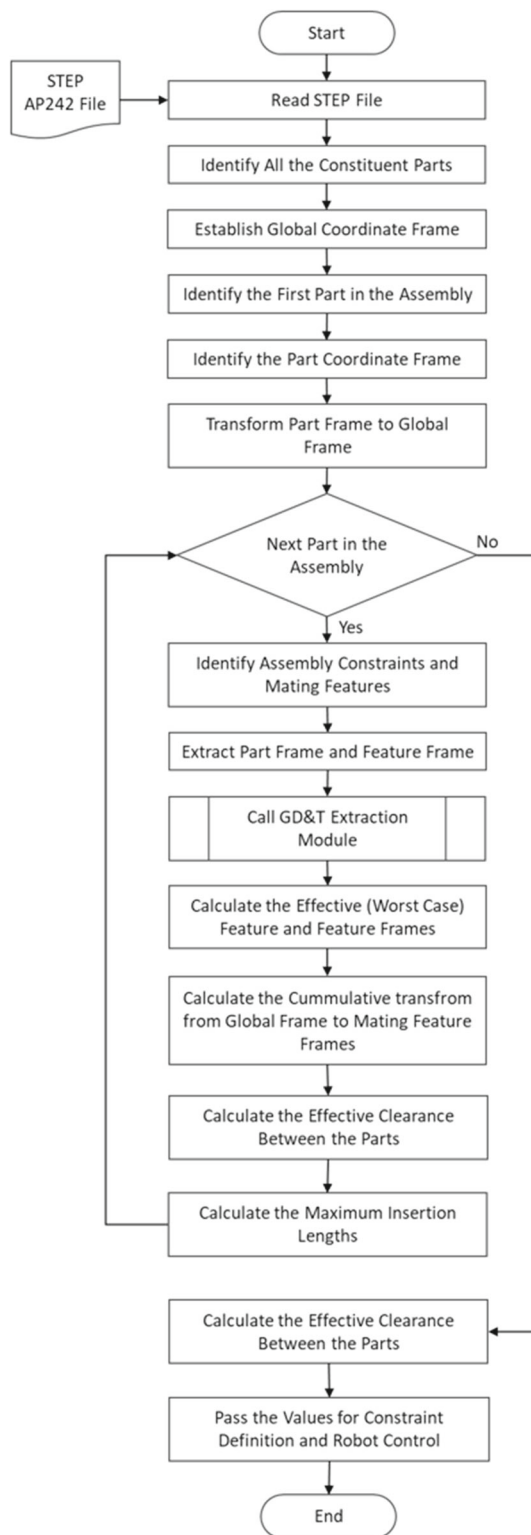 Start
STEP
AP242 File
Read STEP File
Identify All the Constituent Parts
Establish Global Coordinate Frame
Identify the First Part in the Assembly
Identify the Part Coordinate Frame
Transform Part Frame to Global
Frame
Next Part in the
Assembly
No
Yes
Identify Assembly Constraints and
Mating Features
Extract Part Frame and Feature Frame
Call GD&T Extraction
Module
Calculate the Effective (Worst Case)
Feature and Feature Frames
Calculate the Cummulative transfrom
from Global Frame to Mating Feature
Frames
Calculate the Effective Clearance
Between the Parts
Calculate the Maximum Insertion
Lengths
Calculate the Effective Clearance
Between the Parts
Pass the Values for Constraint
Definition and Robot Control
End